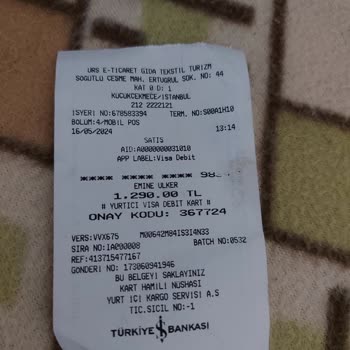 URS E-TICARET GIDA TEKSTIL TURIZM
SOGUTLU CESME MAH. ERTUGRUL SOK. NO: 44
KAT 0 D: 1
KUCUKCEKMECE/ISTANBUL
212 2222121
ISYERI NO:678583394 TERM. NO:S00A1H10
BOLUM:4/MOBIL POS
16/05/2024 13:14
SATIS
AID:A0000000031010
APP LABEL:Visa Debit
**** **** ****
EMINE ULKER
1.290.00 TL
# YURTICI VISA DEBIT KART #
ONAY KODU: 367724
VERS:VVX675 M00642M84IS3I4N33
SIRA NO:1A000008 BATCH NO:0532
REF:413715477167
GONDERI NO: 173060941946
BU BELGEYI SAKLAYINIZ
KART HAMILI NUSHASI
YURT ICI KARGO SERVISI A.S
TIC.SICIL NO:-1
TÜRKİYE İŞ BANKASI